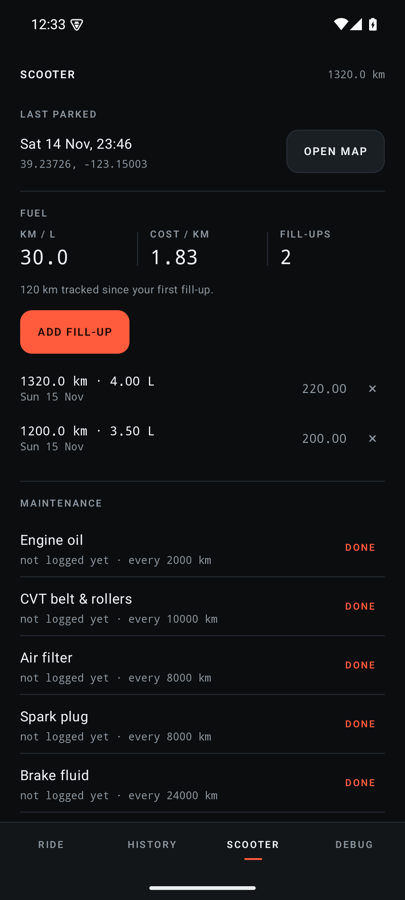 12:33
SCOOTER
1320.0 km
LAST PARKED
Sat 14 Nov, 23:46
39.23726, -123.15003
OPEN MAP
FUEL
KM / L
COST / KM
FILL-UPS
30.0
1.83
2
120 km tracked since your first fill-up.
ADD FILL-UP
1320.0 km · 4.00 L
Sun 15 Nov
220.00 ×
1200.0 km · 3.50 L
Sun 15 Nov
200.00 ×
MAINTENANCE
Engine oil
not logged yet · every 2000 km
DONE
CVT belt & rollers
not logged yet · every 10000 km
DONE
Air filter
not logged yet · every 8000 km
DONE
Spark plug
not logged yet · every 8000 km
DONE
Brake fluid
not logged yet · every 24000 km
DONE
RIDE
HISTORY
SCOOTER
DEBUG